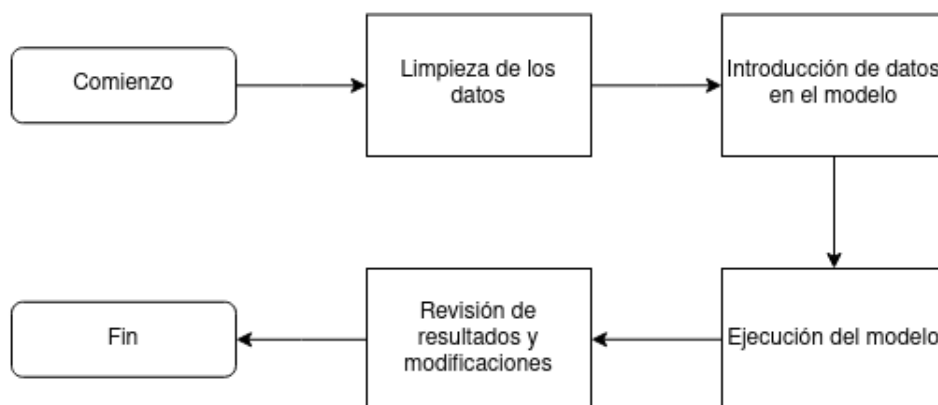 Comienzo
Limpieza de los
datos
Introducción de datos
en el modelo
Ejecución del modelo
Revisión de
resultados y
modificaciones
Fin